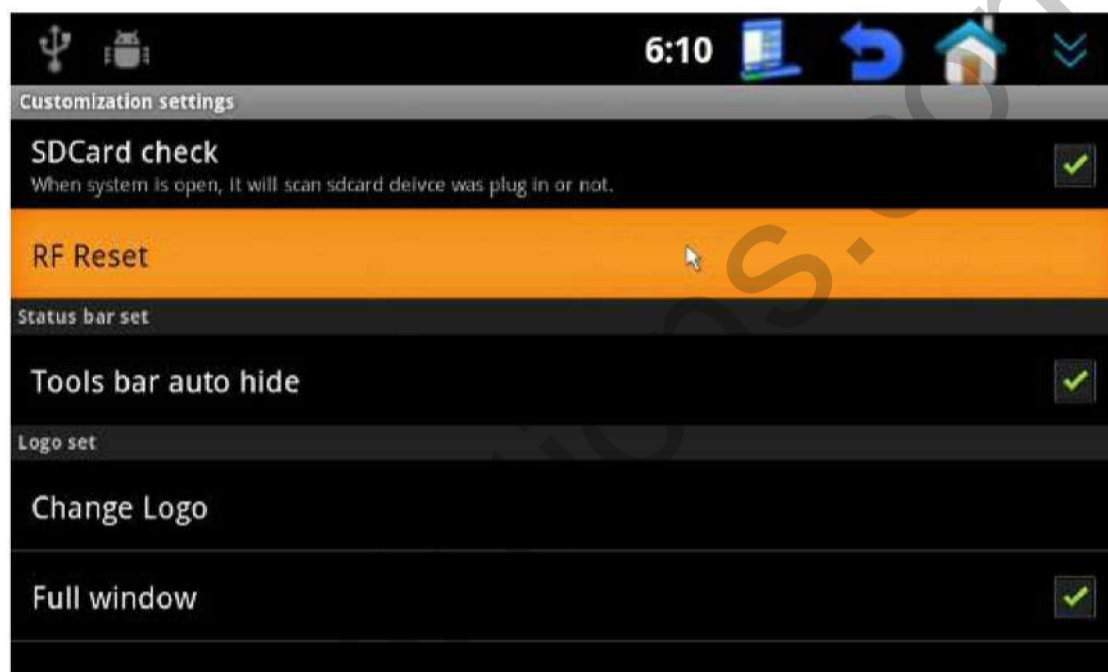 6:10
Customization settings
SDCard check
When system is open, it will scan sdcard deivce was plug in or not.
RF Reset
Status bar set
Tools bar auto hide
Logo set
Change Logo
Full window